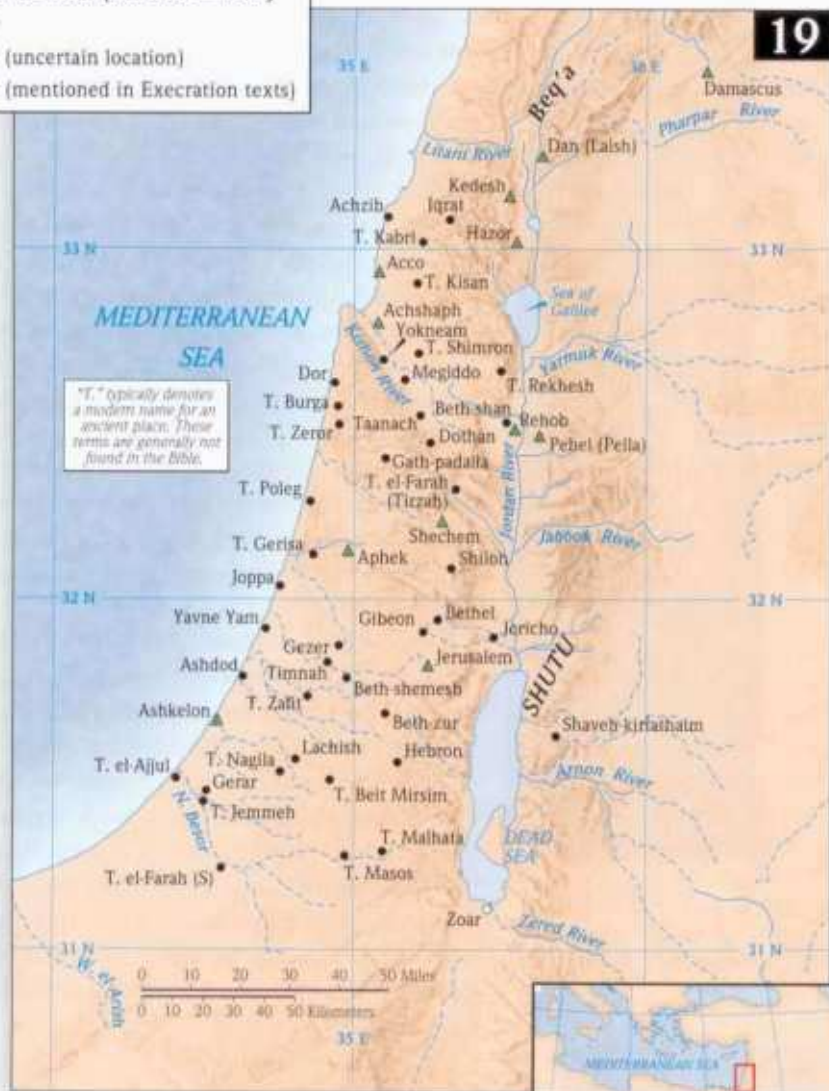 19
(uncertain location)
(mentioned in Execration texts)
35 E
36 E
Beq'a
Damascus
Pharpar River
Litani River
Dan (Laish)
Kedesh
Achzib
Iqrat
T. Kabri
Hazor
33 N
33 N
Acco
T. Kisan
Sea of
Galilee
MEDITERRANEAN
SEA
Achshaph
Yokneam
Kishon River
T. Shimron
Yarmuk River
Dor
Megiddo
T. Rekhesh
"T." typically denotes
a modern name for an
ancient place. These
terms are generally not
found in the Bible.
T. Burga
Beth-shan
T. Zeror
Taanach
Rehob
Dothan
Pehel (Pella)
Gath-padalla
T. el-Farah
(Tirzah)
T. Poleg
Jordan River
Shechem
Jabbok River
T. Gerisa
Aphek
Shiloh
Joppa
32 N
32 N
Yavne Yam
Gibeon
Bethel
Jericho
Gezer
Jerusalem
Ashdod
Timnah
Beth-shemesh
SHUTU
T. Zafit
Ashkelon
Beth-zur
Shaveh-kiriathaim
Lachish
Hebron
T. el-Ajjul
T. Nagila
Arnon River
Gerar
T. Beit Mirsim
N. Besor
T. Jemmeh
T. Malhata
DEAD
SEA
T. el-Farah (S)
T. Masos
Zoar
Zered River
31 N
31 N
W. el-Arish
0 10 20 30 40 50 Miles
0 10 20 30 40 50 Kilometers
35 E
MEDITERRANEAN SEA